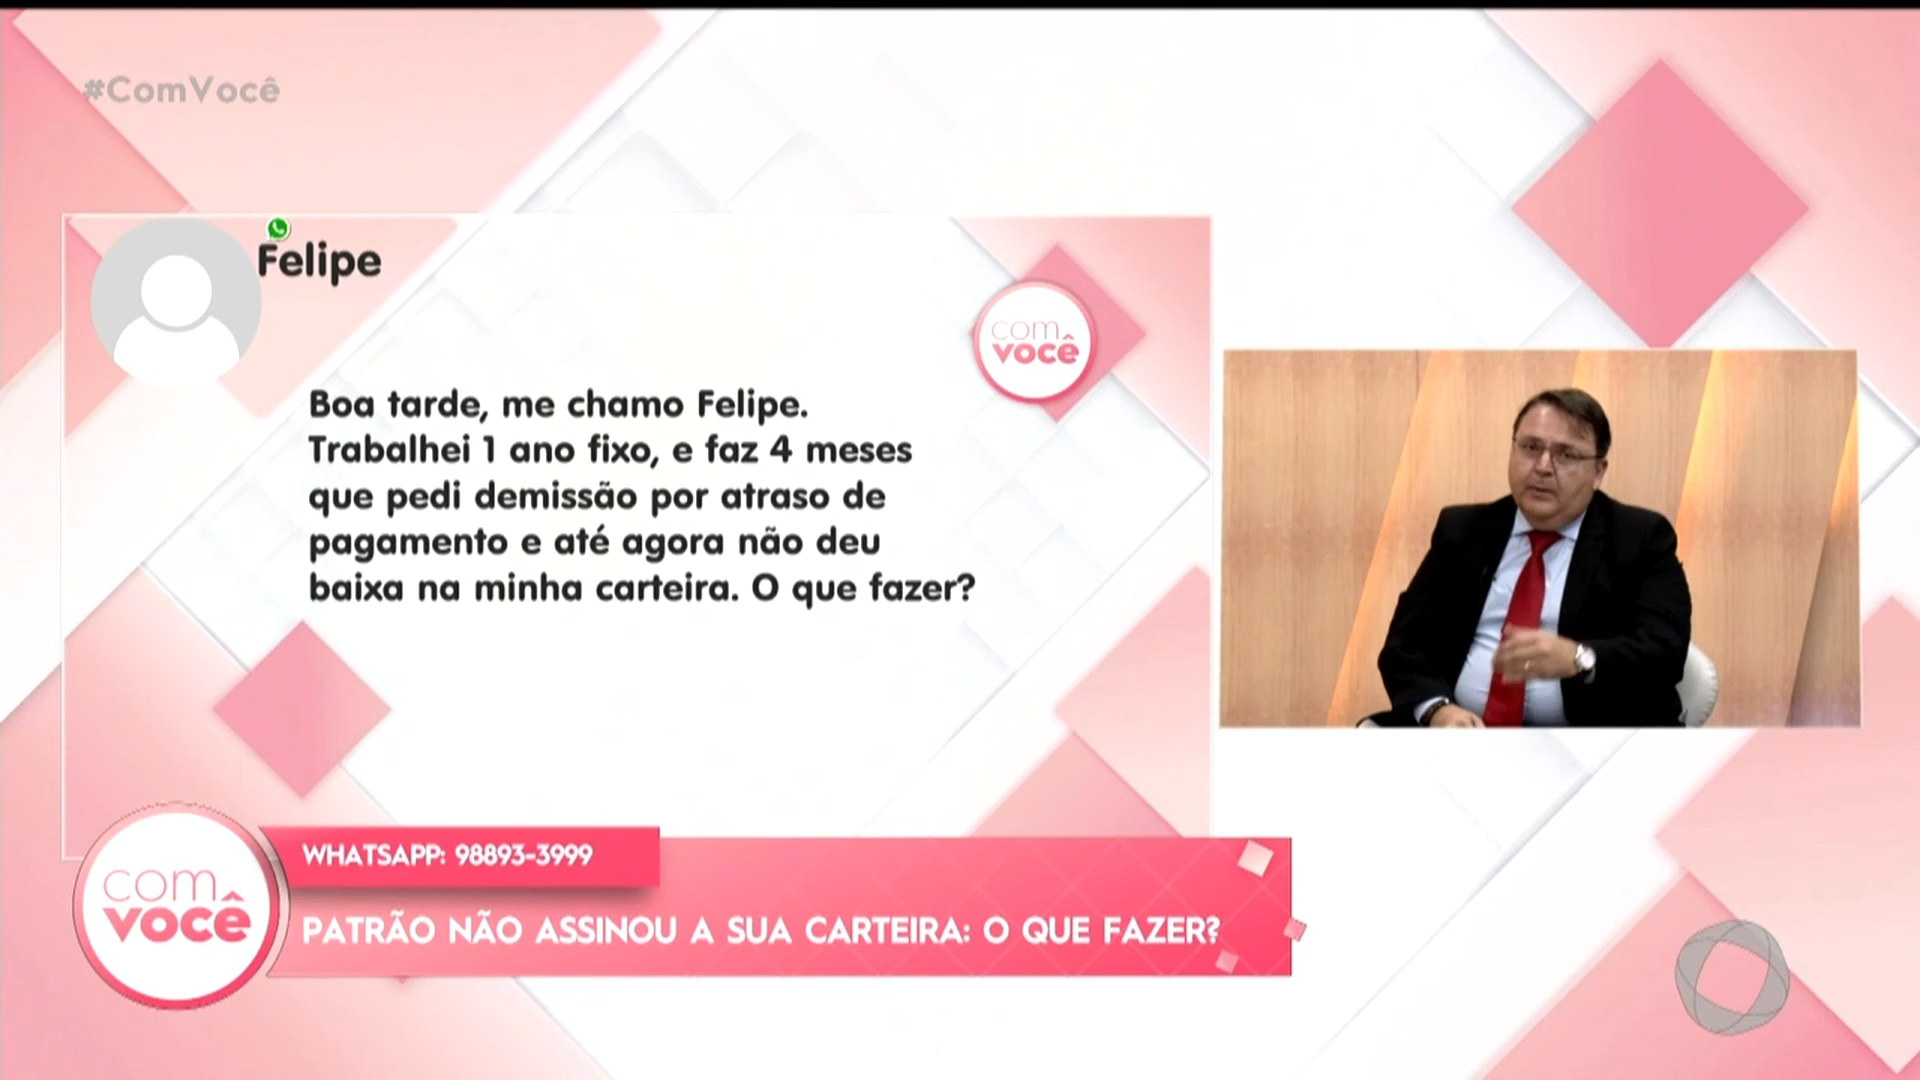 #ComVocê
Felipe
com
você
Boa tarde, me chamo Felipe.
Trabalhei 1 ano fixo, e faz 4 meses
que pedi demissão por atraso de
pagamento e até agora não deu
baixa na minha carteira. O que fazer?
WHATSAPP: 98893-3999
com
você
PATRÃO NÃO ASSINOU A SUA CARTEIRA: O QUE FAZER?